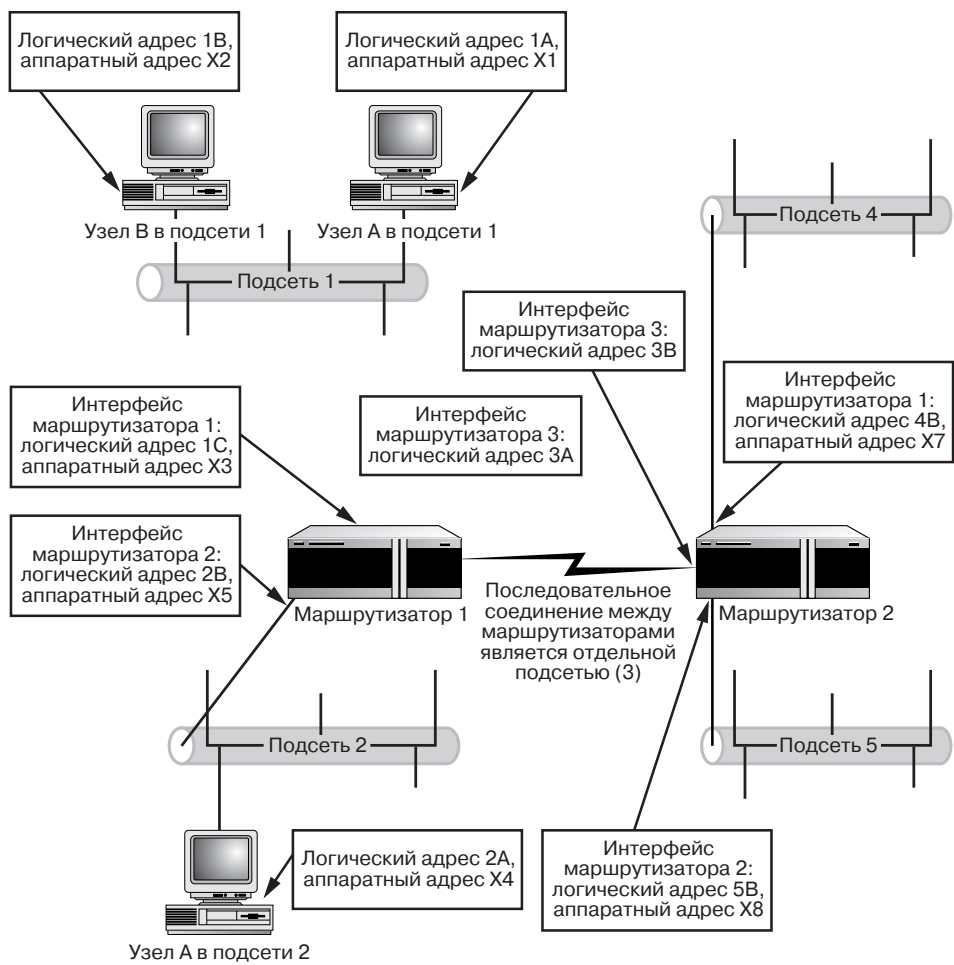 Логический адрес 1B,
аппаратный адрес X2
Логический адрес 1A,
аппаратный адрес X1
Узел B в подсети 1
Узел A в подсети 1
Подсеть 1
Подсеть 4
Интерфейс
маршрутизатора 3:
логический адрес 3B
Интерфейс
маршрутизатора 1:
логический адрес 1C,
аппаратный адрес X3
Интерфейс
маршрутизатора 3:
логический адрес 3A
Интерфейс
маршрутизатора 1:
логический адрес 4B,
аппаратный адрес X7
Интерфейс
маршрутизатора 2:
логический адрес 2B,
аппаратный адрес X5
Маршрутизатор 1
Последовательное
соединение между
маршрутизаторами
является отдельной
подсетью (3)
Маршрутизатор 2
Подсеть 2
Подсеть 5
Логический адрес 2A,
аппаратный адрес X4
Интерфейс
маршрутизатора 2:
логический адрес 5B,
аппаратный адрес X8
Узел A в подсети 2